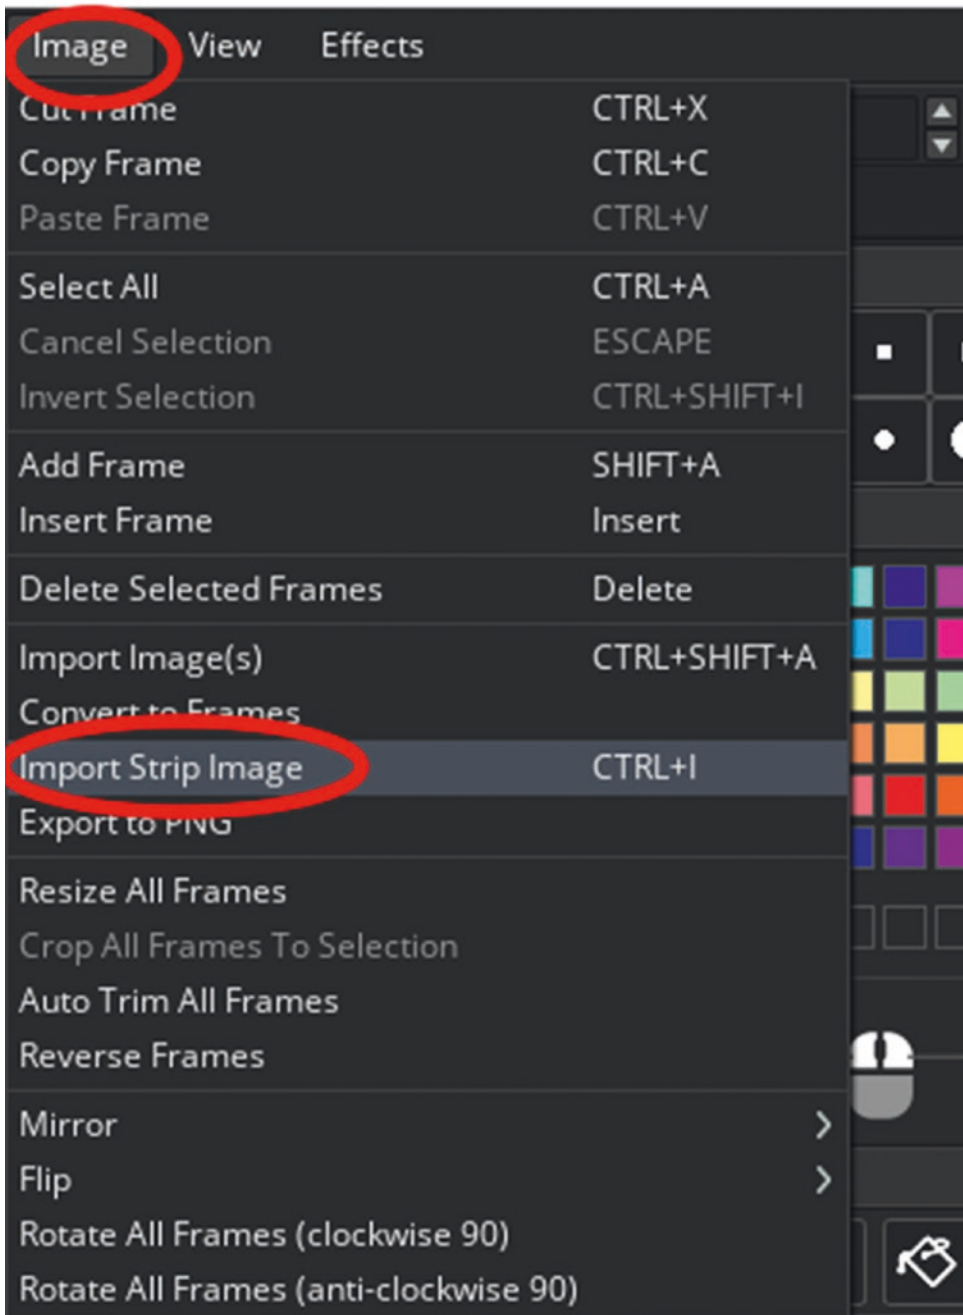 Image View Effects
Cut Frame CTRL+X
Copy Frame CTRL+C
Paste Frame CTRL+V
Select All CTRL+A
Cancel Selection ESCAPE
Invert Selection CTRL+SHIFT+I
Add Frame SHIFT+A
Insert Frame Insert
Delete Selected Frames Delete
Import Image(s) CTRL+SHIFT+A
Convert to Frames
Import Strip Image CTRL+I
Export to PNG
Resize All Frames
Crop All Frames To Selection
Auto Trim All Frames
Reverse Frames
Mirror
Flip
Rotate All Frames (clockwise 90)
Rotate All Frames (anti-clockwise 90)